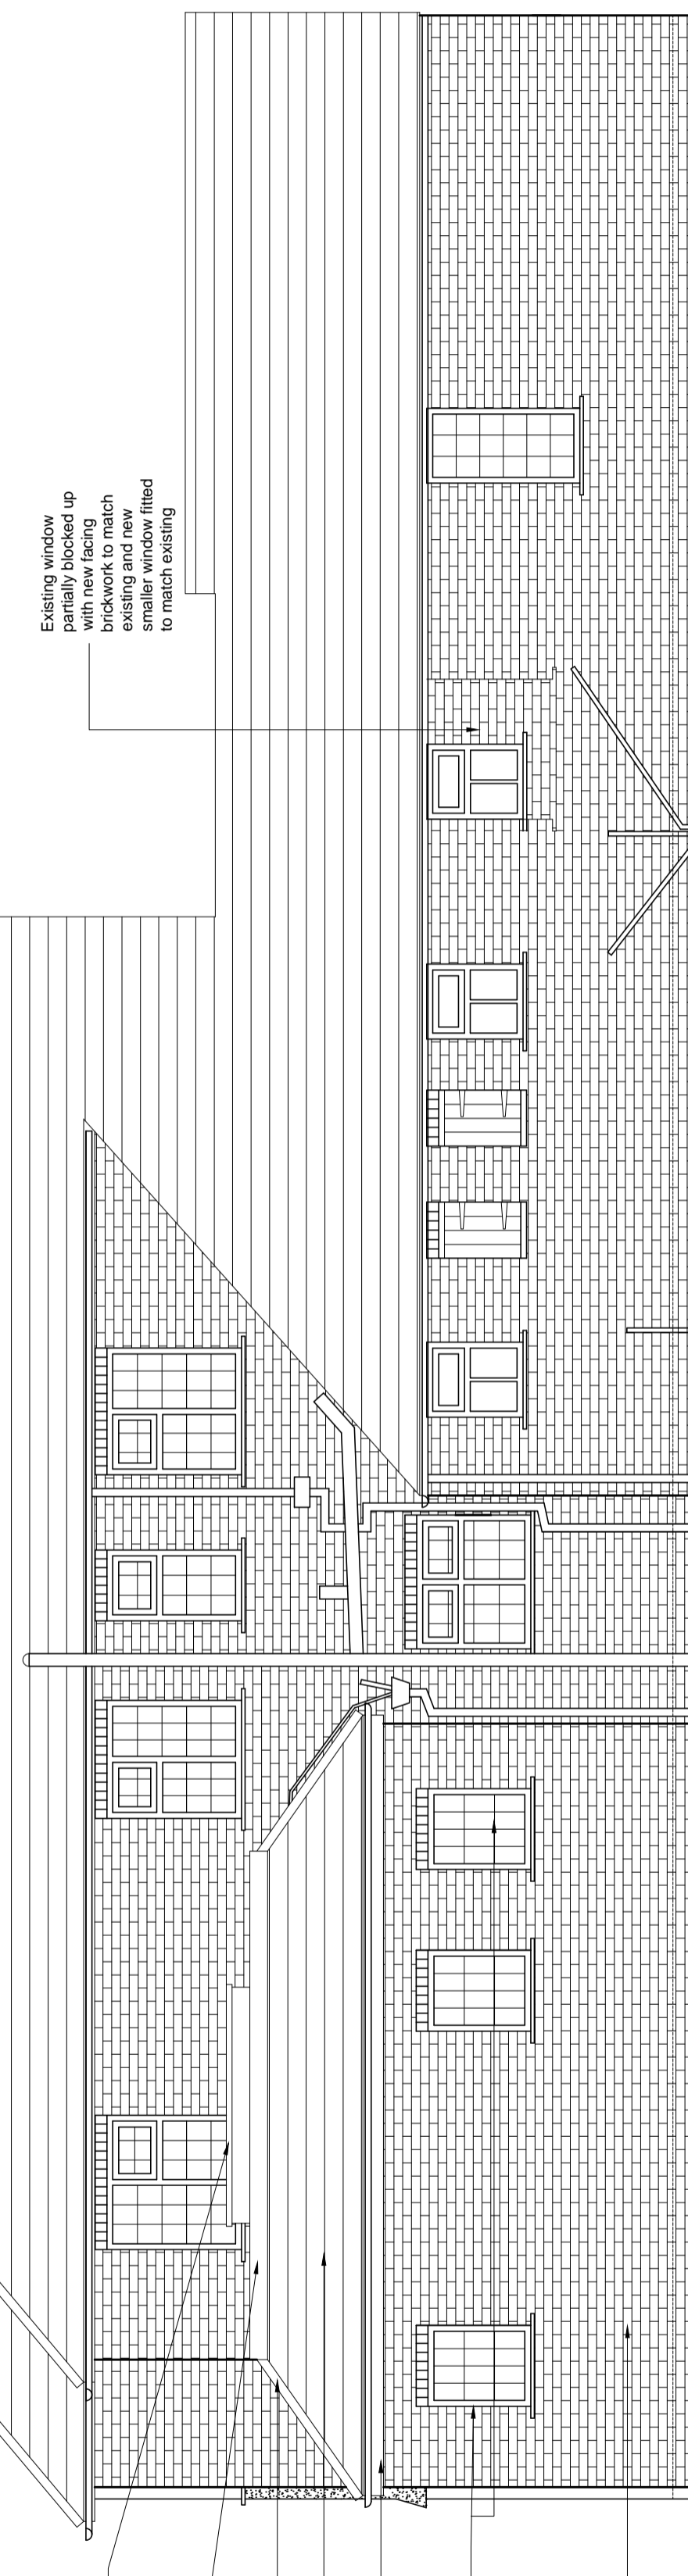 Existing window
partially blocked up
with new facing
brickwork to match
existing and new
smaller window fitted
to match existing